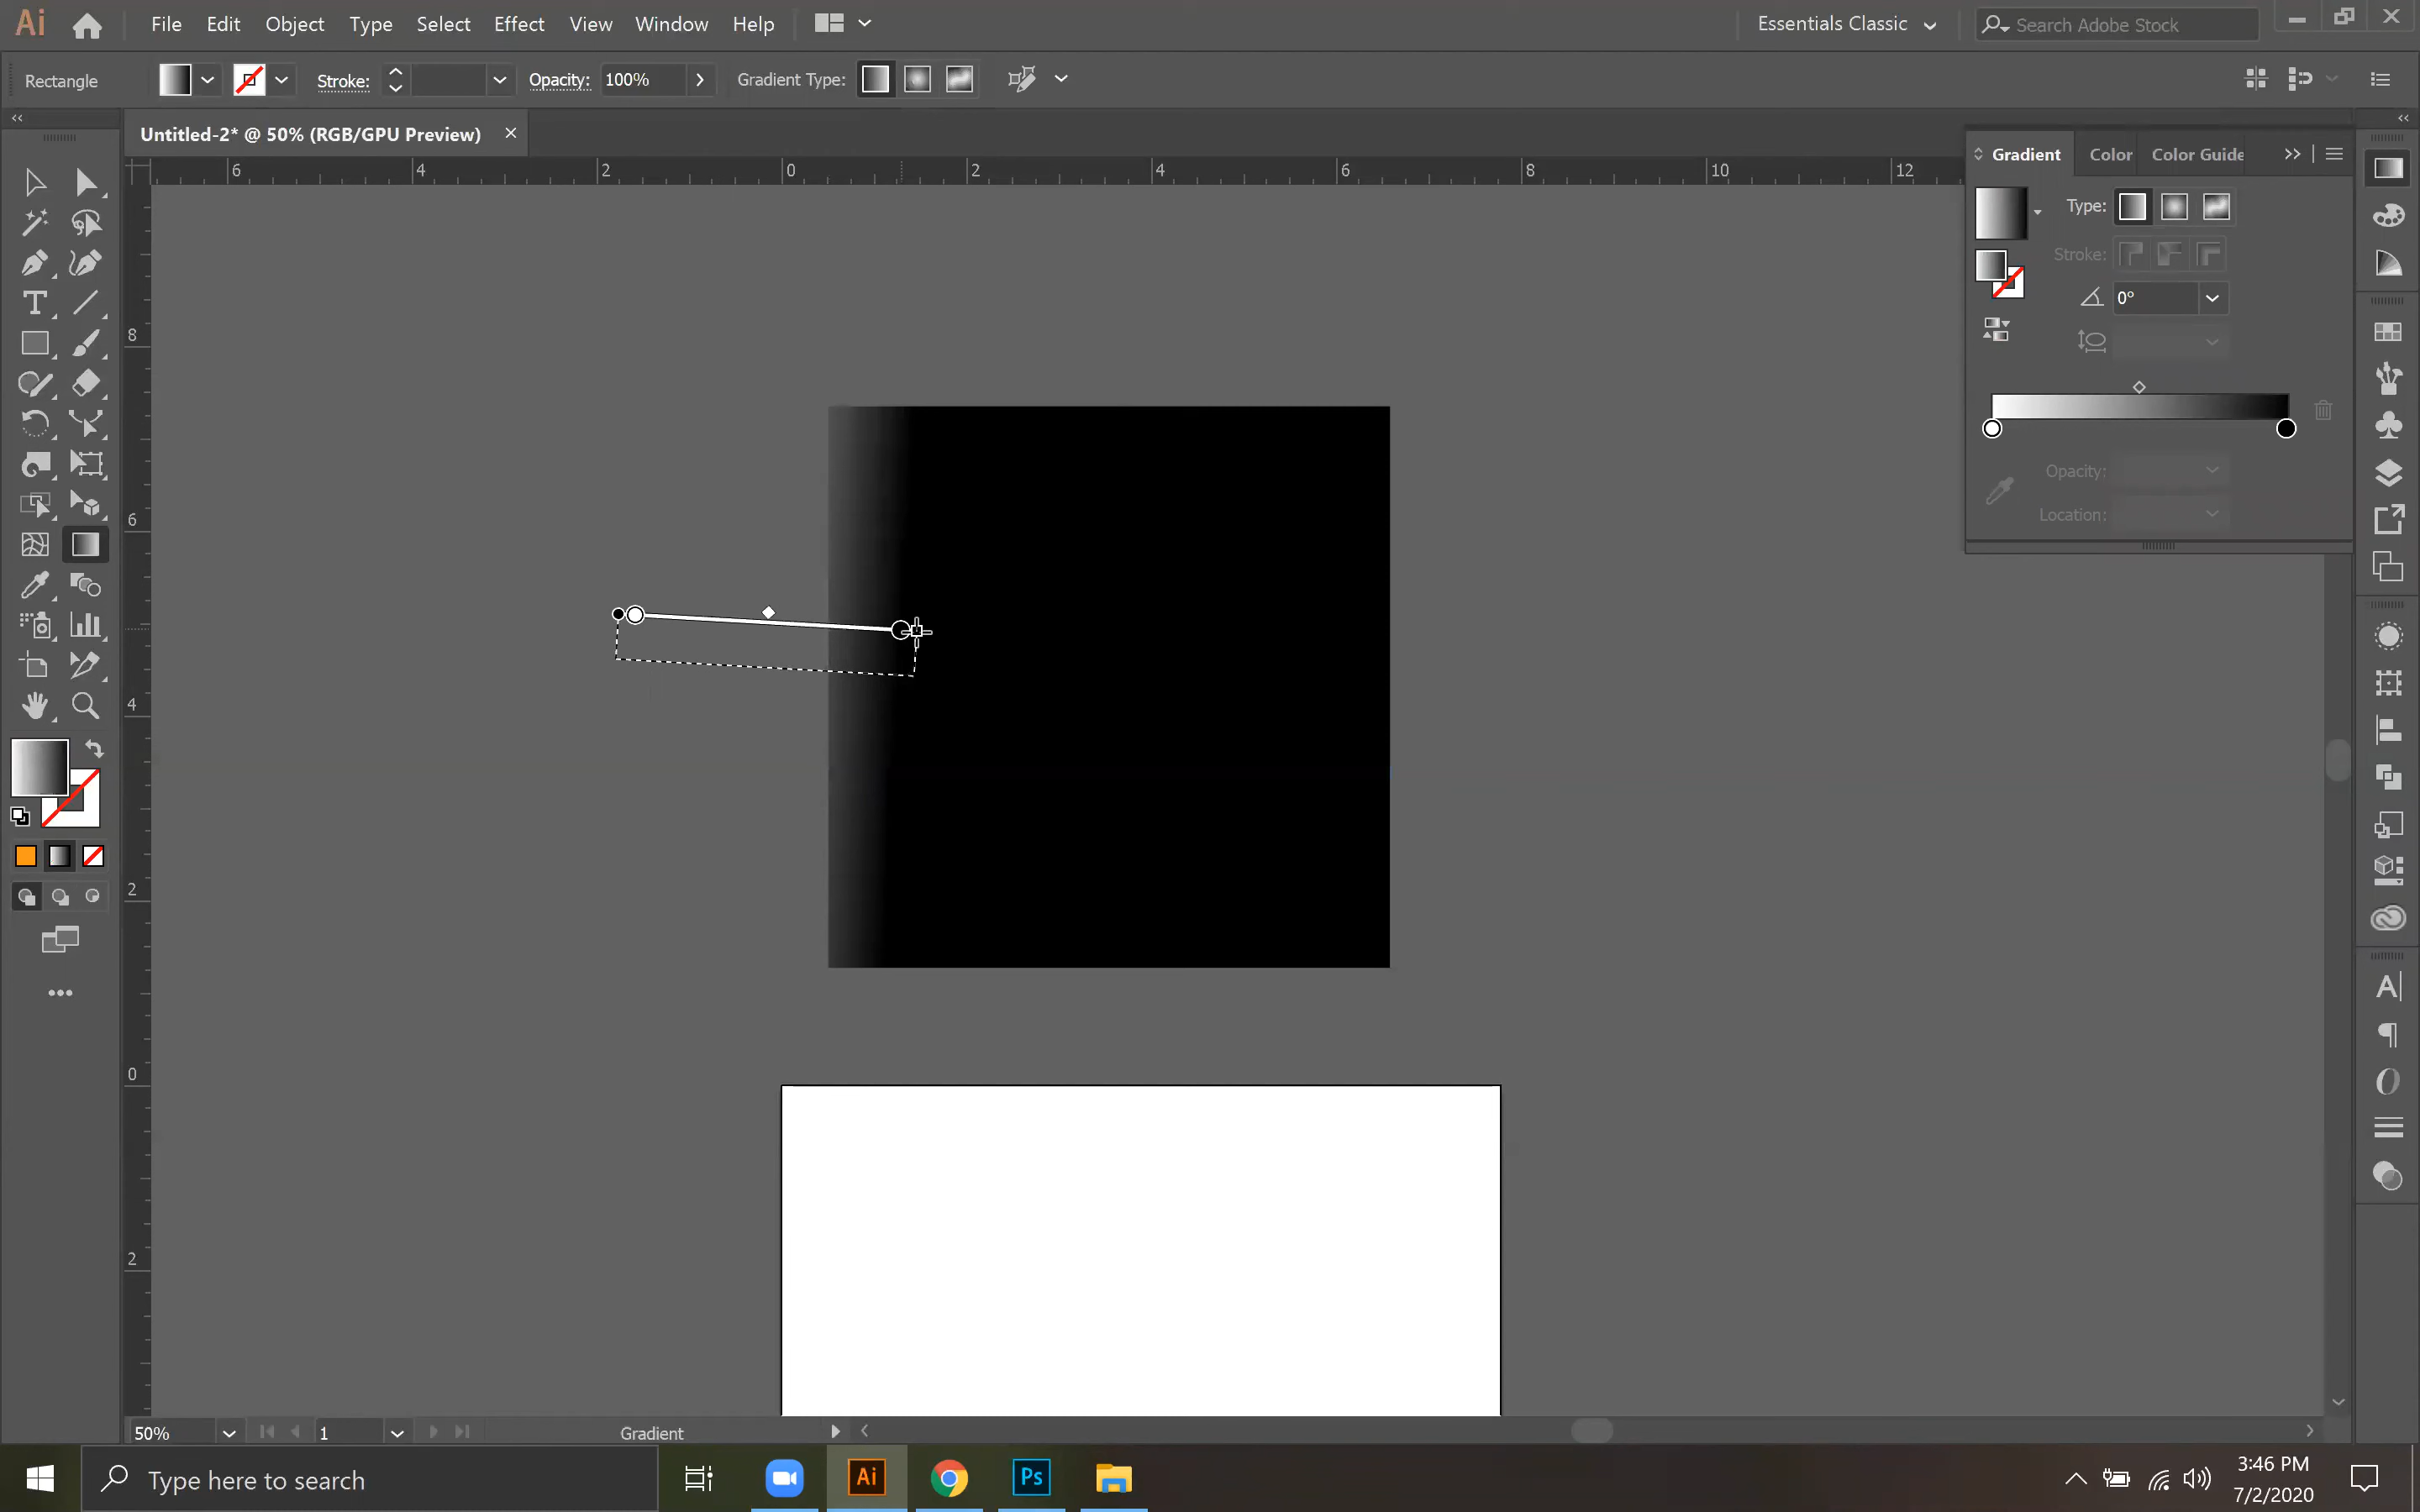 Ai File Edit Object Type Select Effect View Window Help Essentials Classic Search Adobe Stock
Rectangle Stroke: Opacity: 100% Gradient Type:
Untitled-2* @ 50% (RGB/GPU Preview) ×
6 4 2 0 2 4 6 8 10 12
Gradient Color Color Guide
Type:
Stroke:
0°
Opacity:
Location:
8
6
4
2
0
2
50% 1 Gradient
Type here to search
Ai
Ps
3:46 PM
7/2/2020